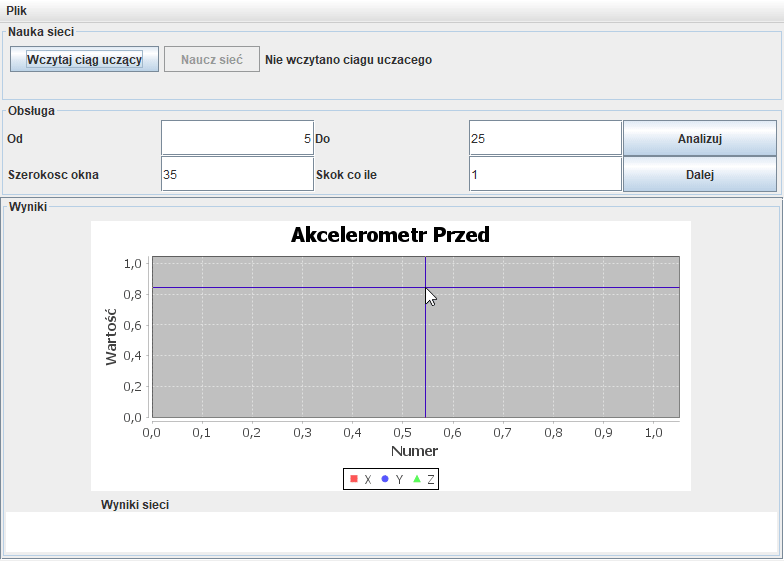 Plik
Nauka sieci
Wczytaj ciąg uczący Naucz sieć Nie wczytano ciagu uczacego
Obsługa
Od 5 Do 25 Analizuj
Szerokosc okna 35 Skok co ile 1 Dalej
Wyniki
Akcelerometr Przed
1,0
0,8
0,6
0,4
0,2
0,0
Wartość
0,0 0,1 0,2 0,3 0,4 0,5 0,6 0,7 0,8 0,9 1,0
Numer
X Y Z
Wyniki sieci